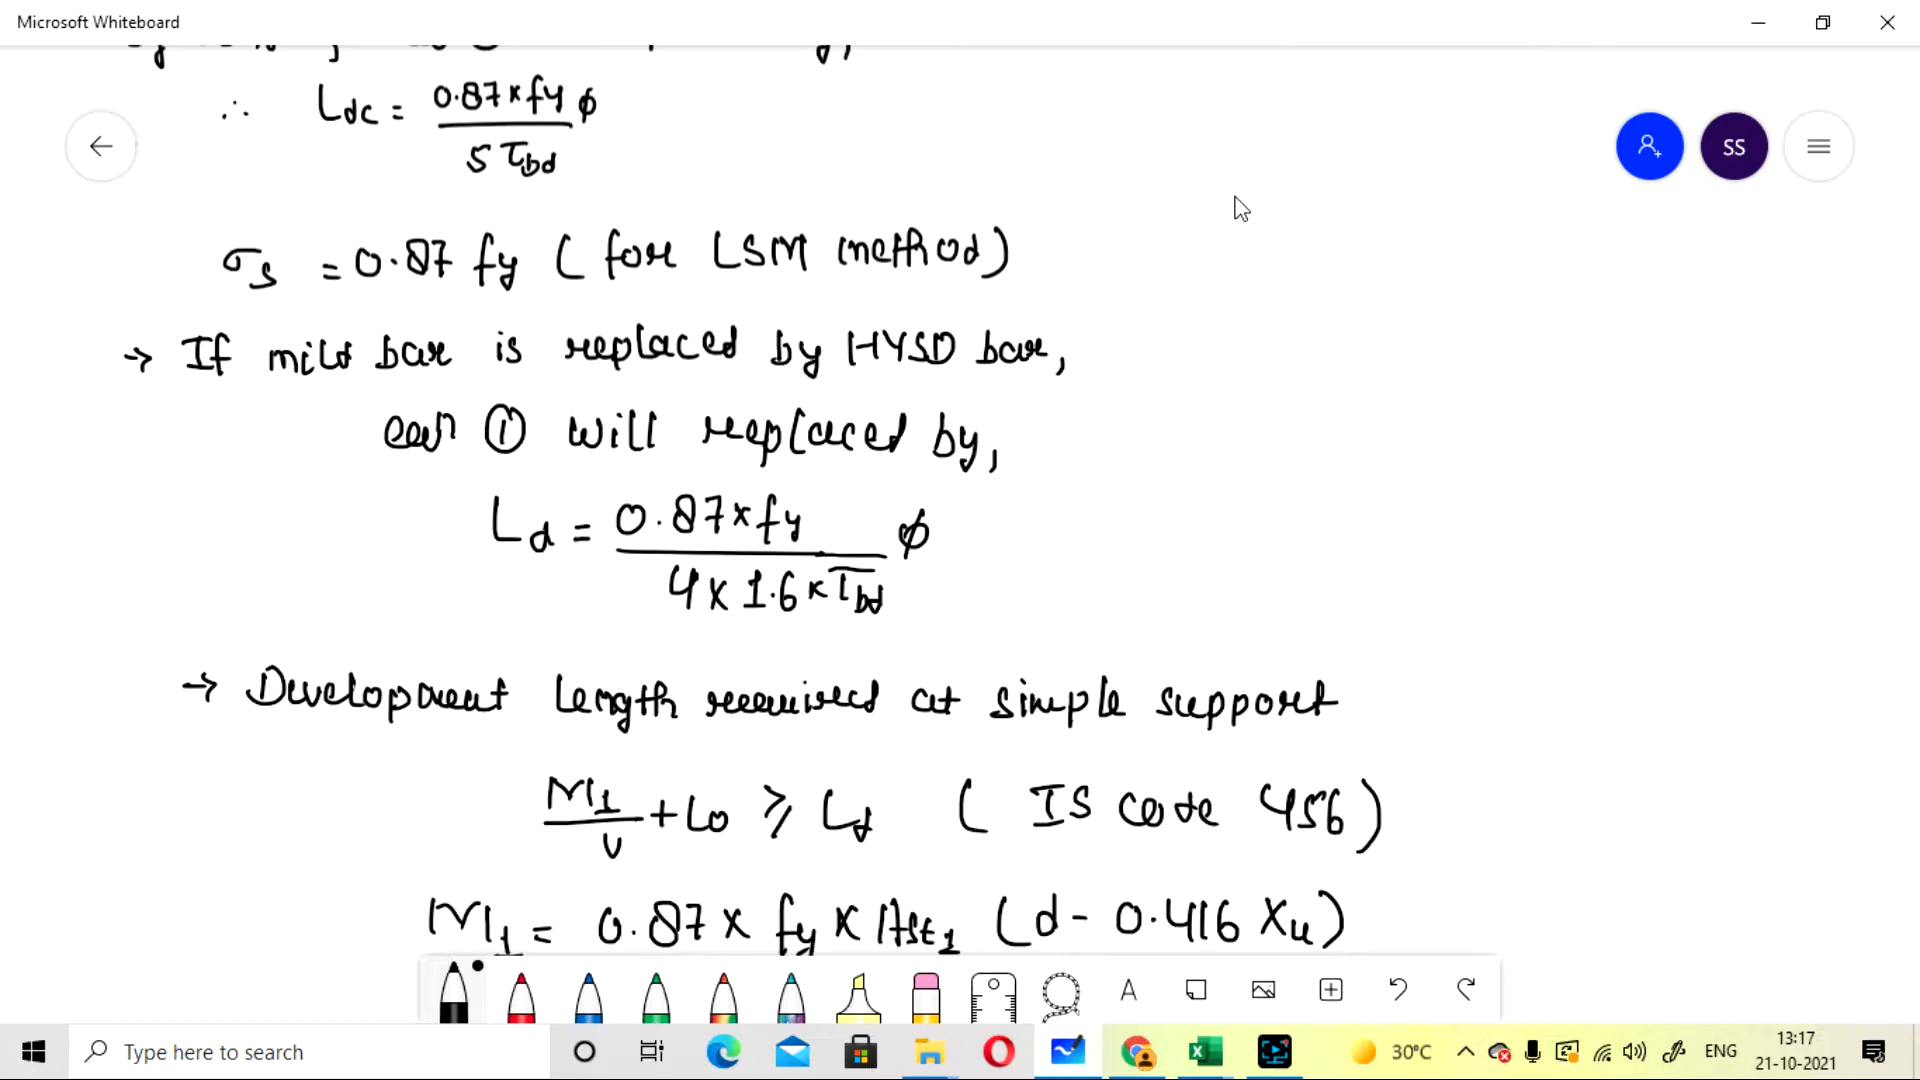 Microsoft Whiteboard
∴ Ldc = 0.87 x fy ϕ / 5 τbd
SS
σs = 0.87 fy ( for LSM method)
→ If mild bar is replaced by HYSD bar,
eqn ① will replaced by,
Ld = 0.87 x fy / 4 x 1.6 x τbd ϕ
→ Development length required at simple support
M1 / V + Lo ⩾ Ld ( IS code 456)
M1 = 0.87 x fy x Ast1 (d - 0.416 Xu)
A
Type here to search
30°C
ENG
13:17
21-10-2021